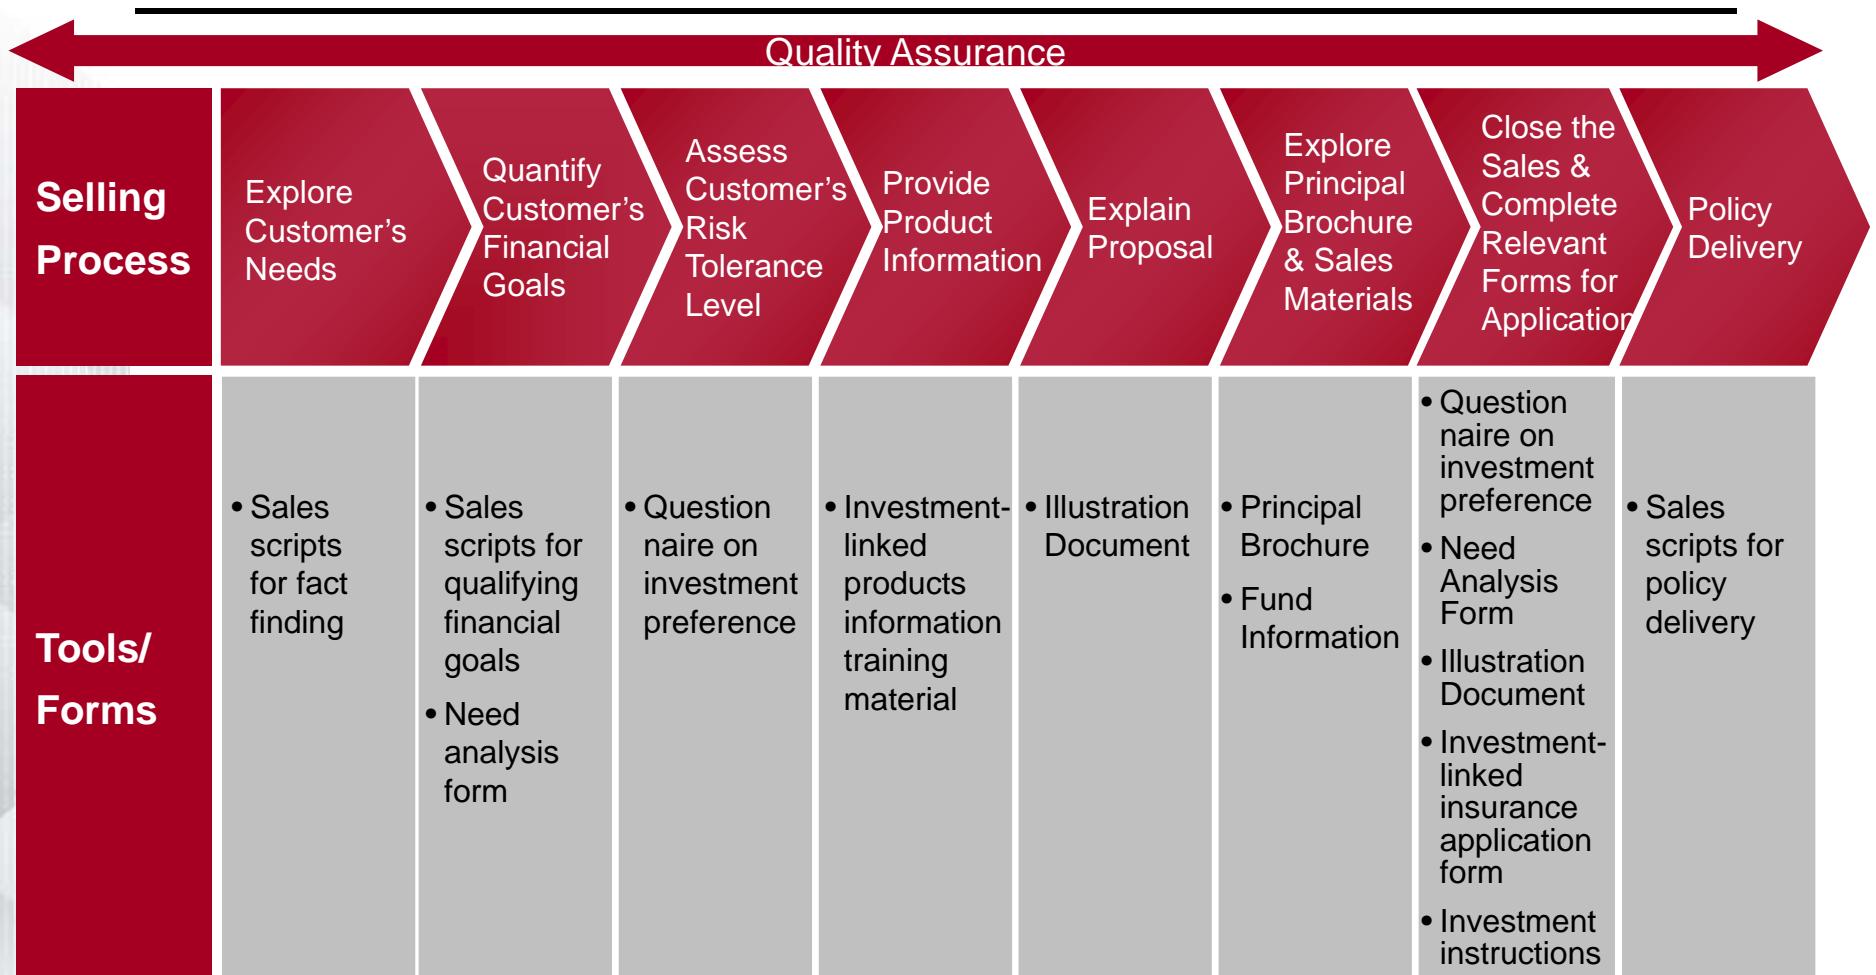 Quality Assurance
Selling
Process
Explore
Customer’s
Needs
Quantify
Customer’s
Financial
Goals
Assess
Customer’s
Risk
Tolerance
Level
Provide
Product
Information
Explain
Proposal
Explore
Principal
Brochure
& Sales
Materials
Close the
Sales &
Complete
Relevant
Forms for
Application
Policy
Delivery
Tools/
Forms
• Sales
scripts
for fact
finding
• Sales
scripts for
qualifying
financial
goals
• Need
analysis
form
• Question
naire on
investment
preference
• Investment-
linked
products
information
training
material
• Illustration
Document
• Principal
Brochure
• Fund
Information
• Question
naire on
investment
preference
• Need
Analysis
Form
• Illustration
Document
• Investment-
linked
insurance
application
form
• Investment
instructions
• Sales
scripts for
policy
delivery